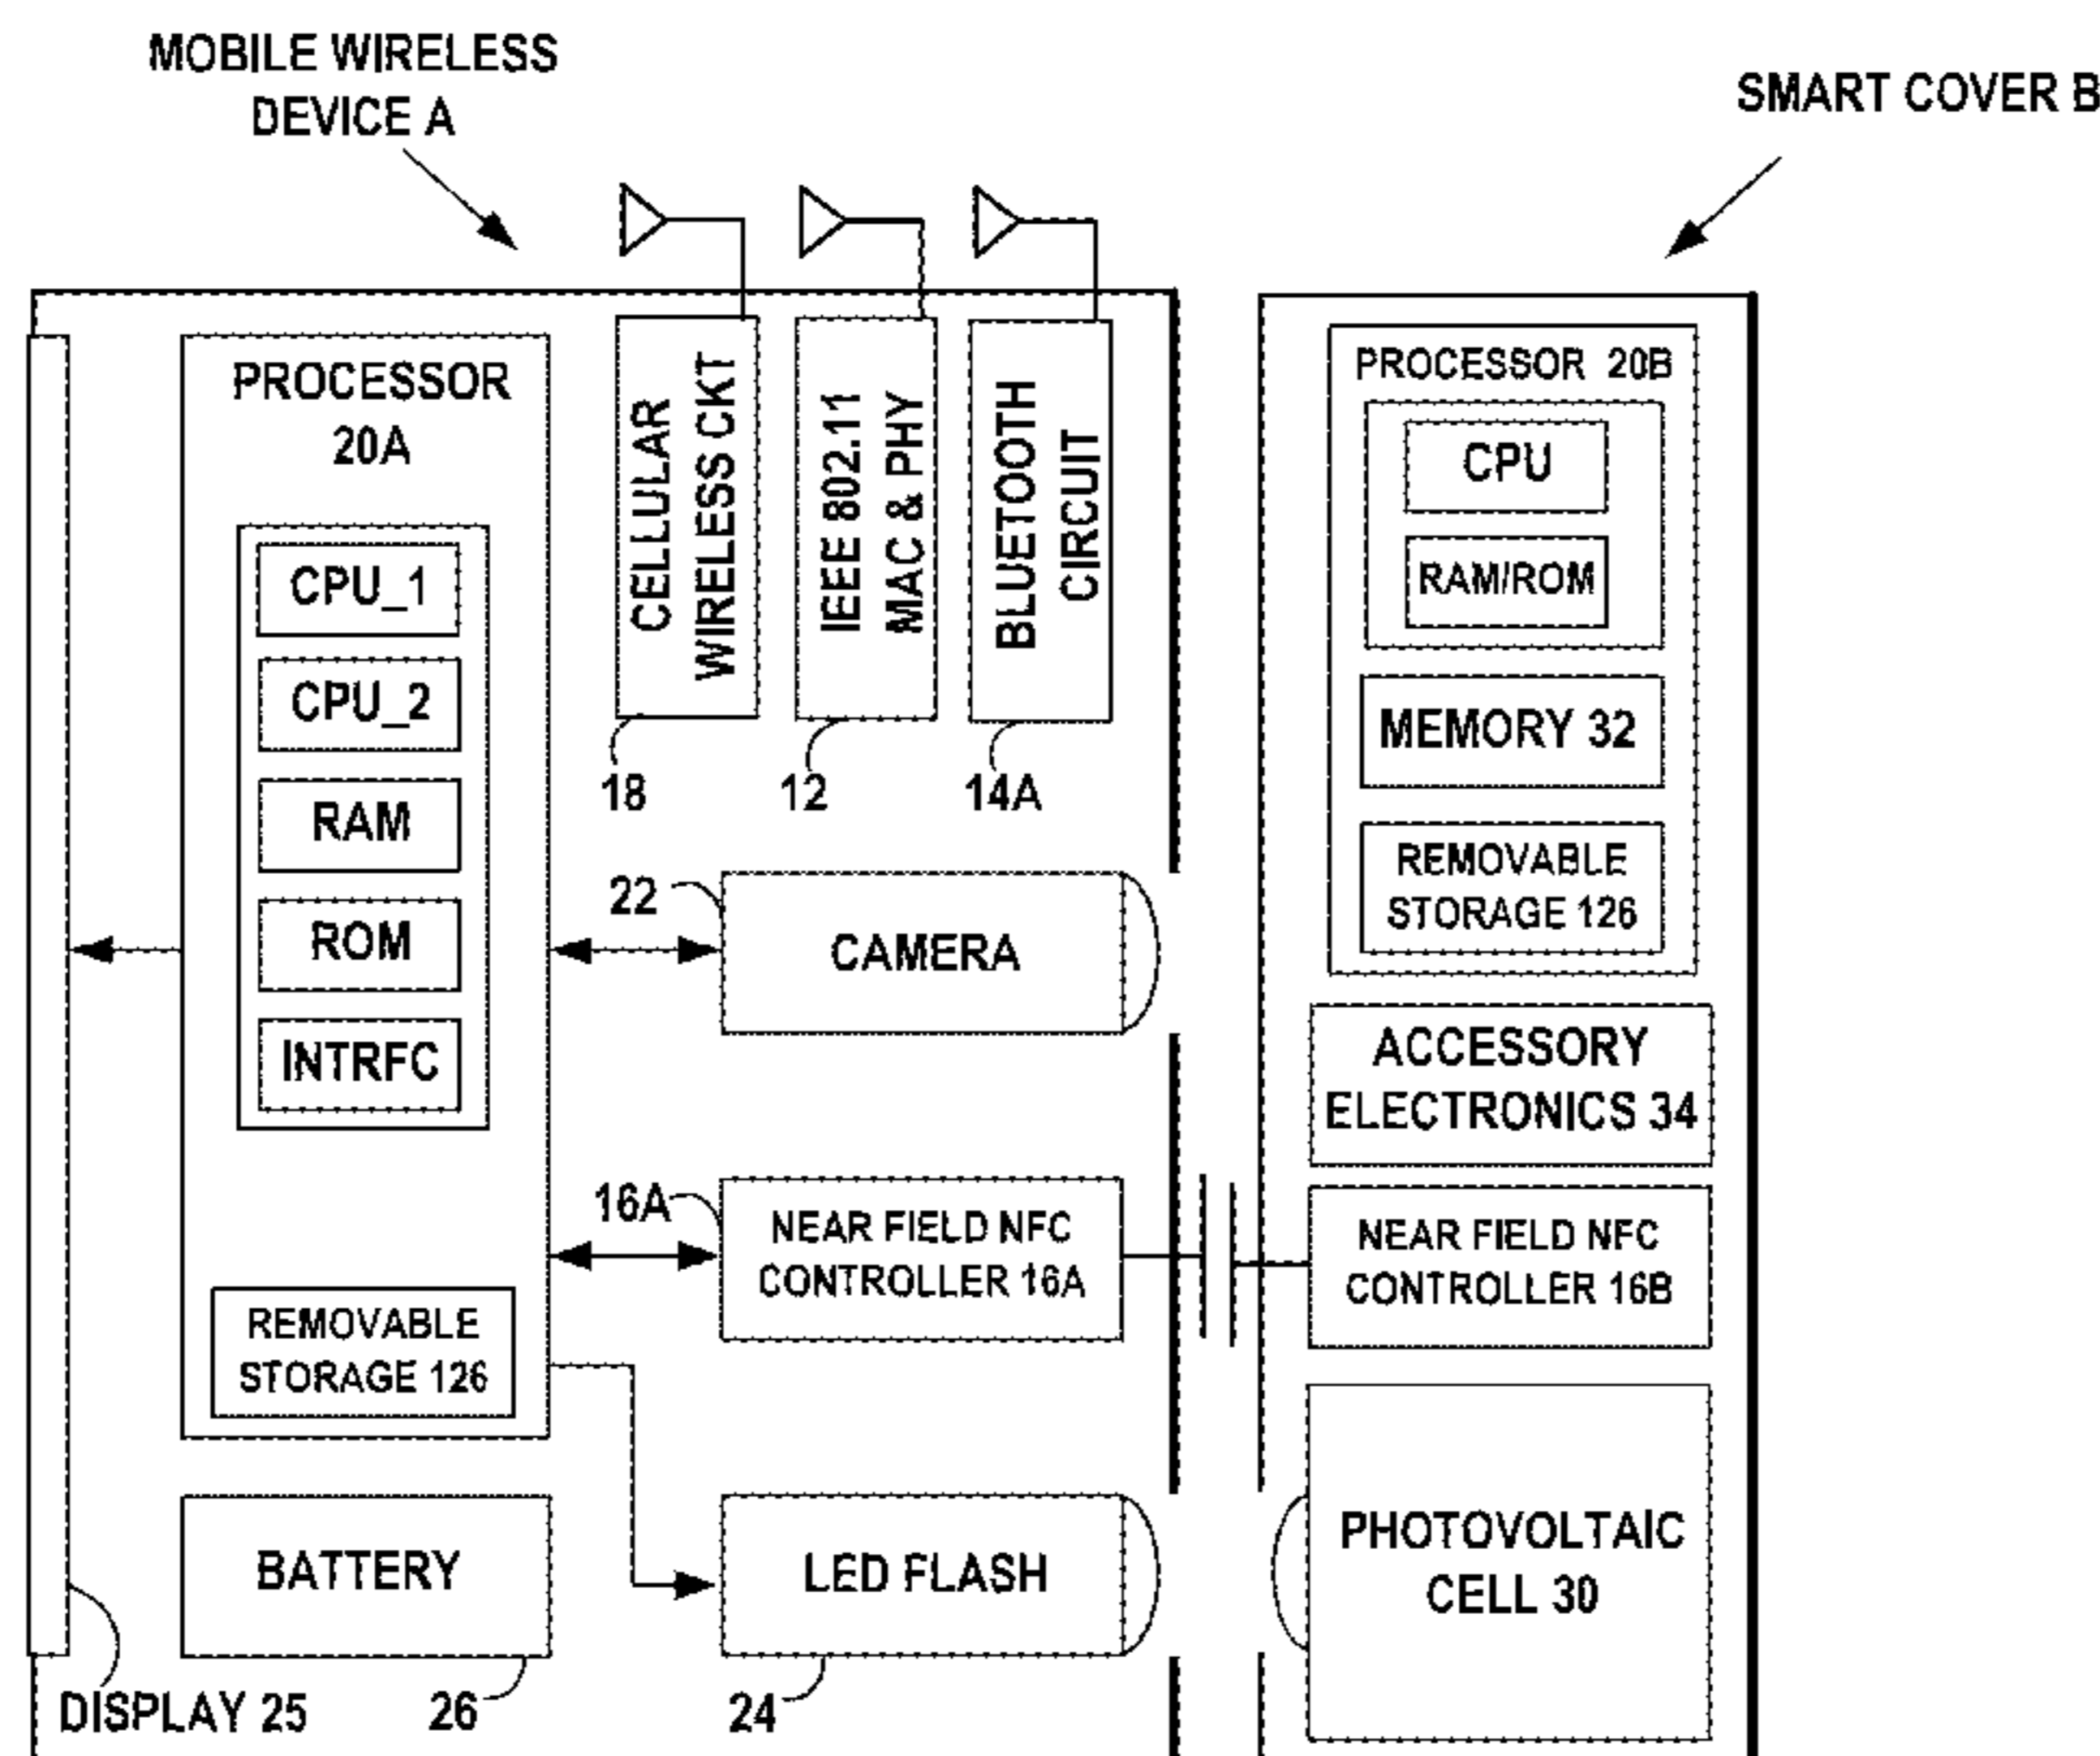 MOBILE WIRELESS
DEVICE A
SMART COVER B
PROCESSOR
20A
CPU_1
CPU_2
RAM
ROM
INTRFC
REMOVABLE
STORAGE 126
BATTERY
26
DISPLAY 25
CELLULAR
WIRELESS CKT
18
IEEE 802.11
MAC & PHY
12
BLUETOOTH
CIRCUIT
14A
22
CAMERA
16A
NEAR FIELD NFC
CONTROLLER 16A
LED FLASH
24
PROCESSOR 20B
CPU
RAM/ROM
MEMORY 32
REMOVABLE
STORAGE 126
ACCESSORY
ELECTRONICS 34
NEAR FIELD NFC
CONTROLLER 16B
PHOTOVOLTAIC
CELL 30